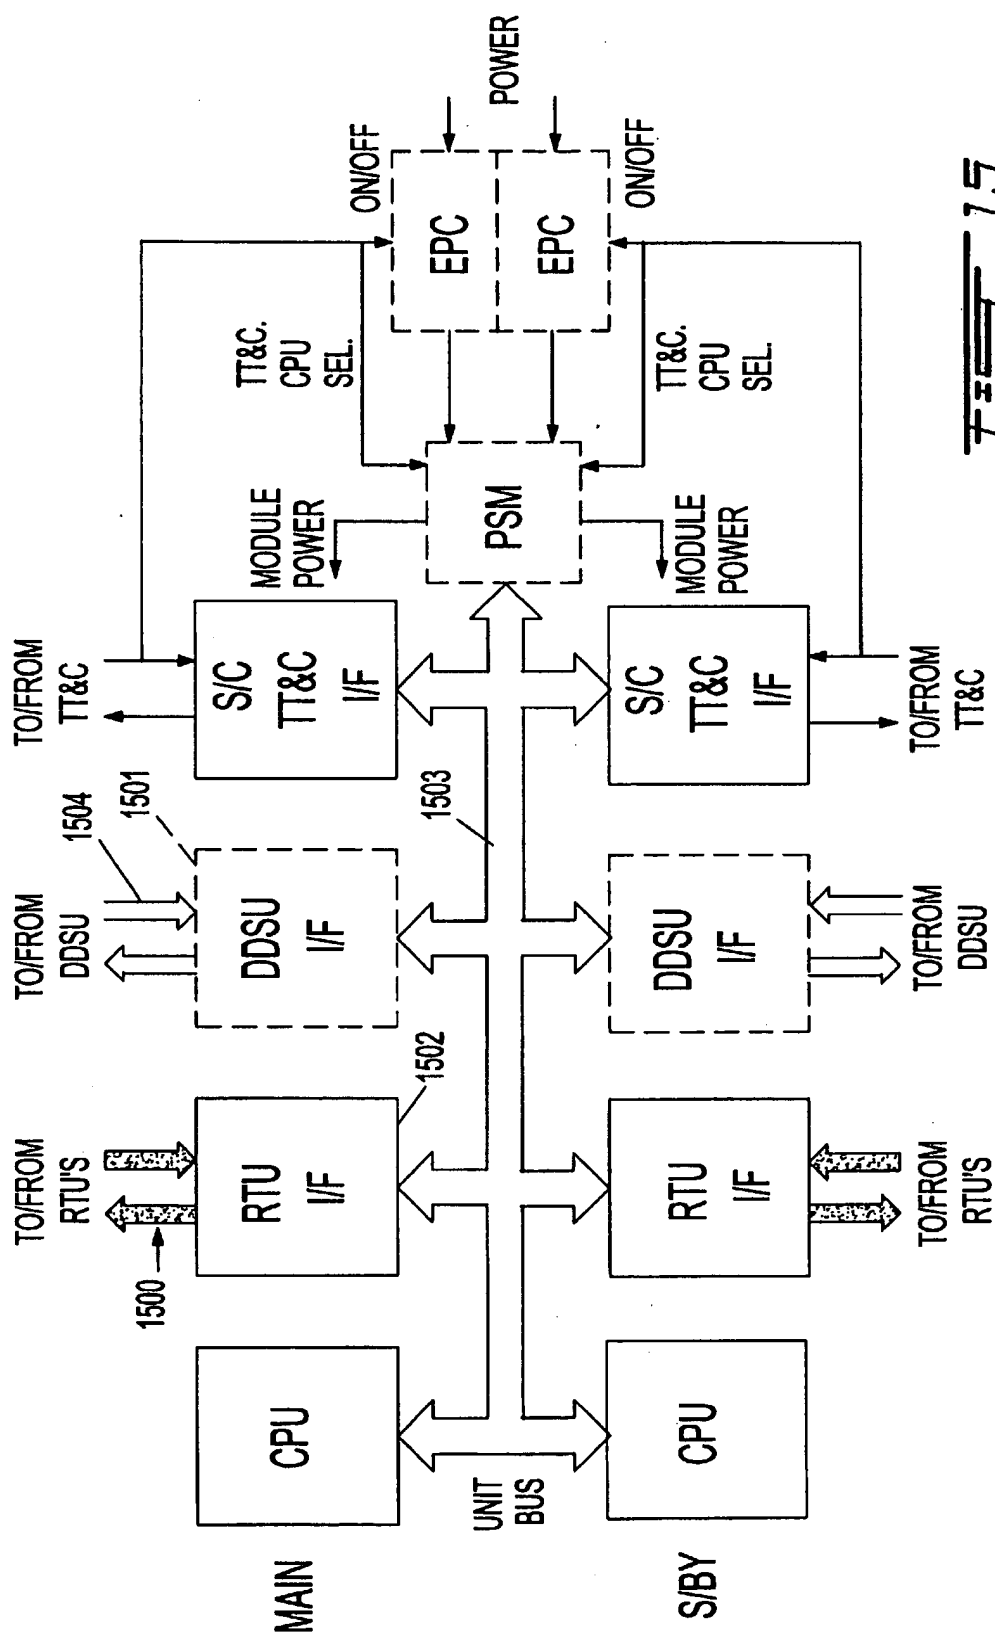 MAIN
CPU
UNIT
BUS
S/BY
CPU
TO/FROM
RTU'S
1500
RTU
I/F
1502
RTU
I/F
TO/FROM
RTU'S
TO/FROM
DDSU
1504
1501
DDSU
I/F
1503
DDSU
I/F
TO/FROM
DDSU
TO/FROM
TT&C
S/C
TT&C
I/F
S/C
TT&C
I/F
TO/FROM
TT&C
MODULE
POWER
PSM
MODULE
POWER
TT&C.
CPU
SEL.
TT&C.
CPU
SEL.
ON/OFF
EPC
EPC
ON/OFF
POWER
FIG 15